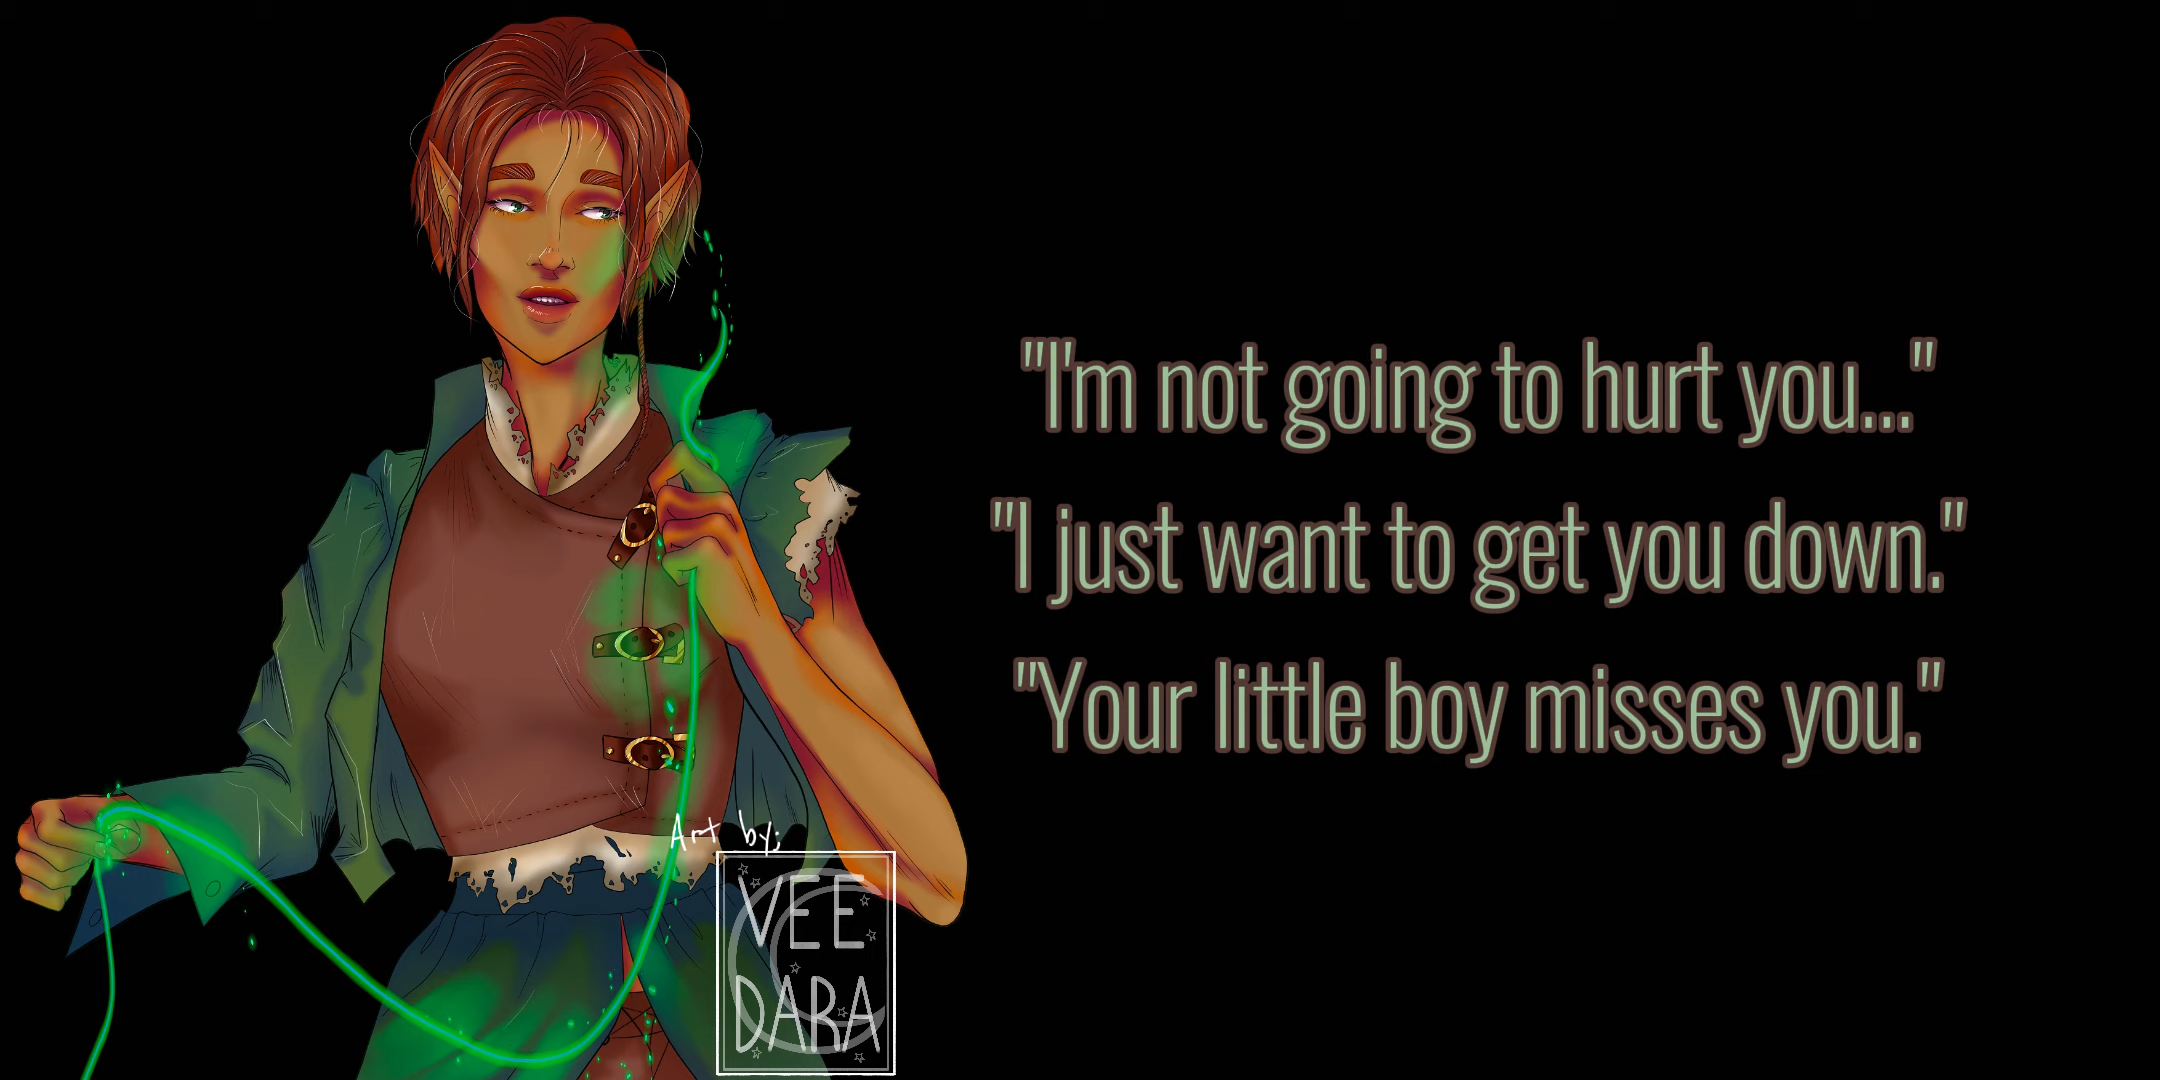 "I'm not going to hurt you..."
"I just want to get you down."
"Your little boy misses you."
Art by;
VEE
DARA